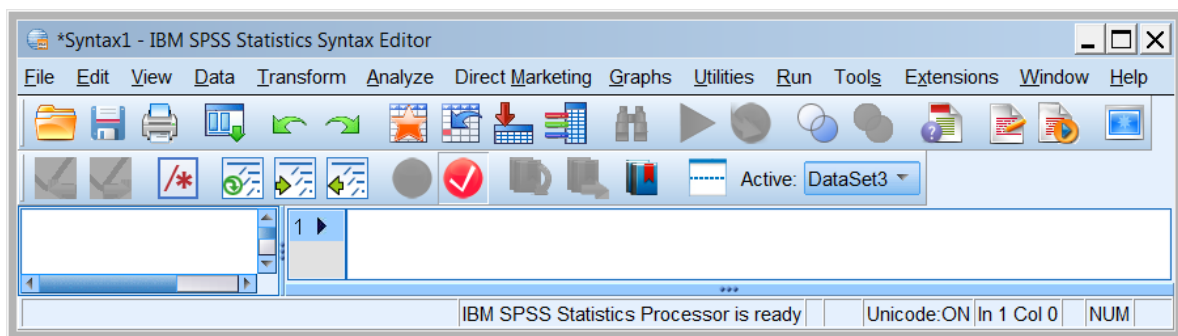 *Syntax1 - IBM SPSS Statistics Syntax Editor
File Edit View Data Transform Analyze Direct Marketing Graphs Utilities Run Tools Extensions Window Help
/*
Active: DataSet3
1
IBM SPSS Statistics Processor is ready Unicode:ON In 1 Col 0 NUM